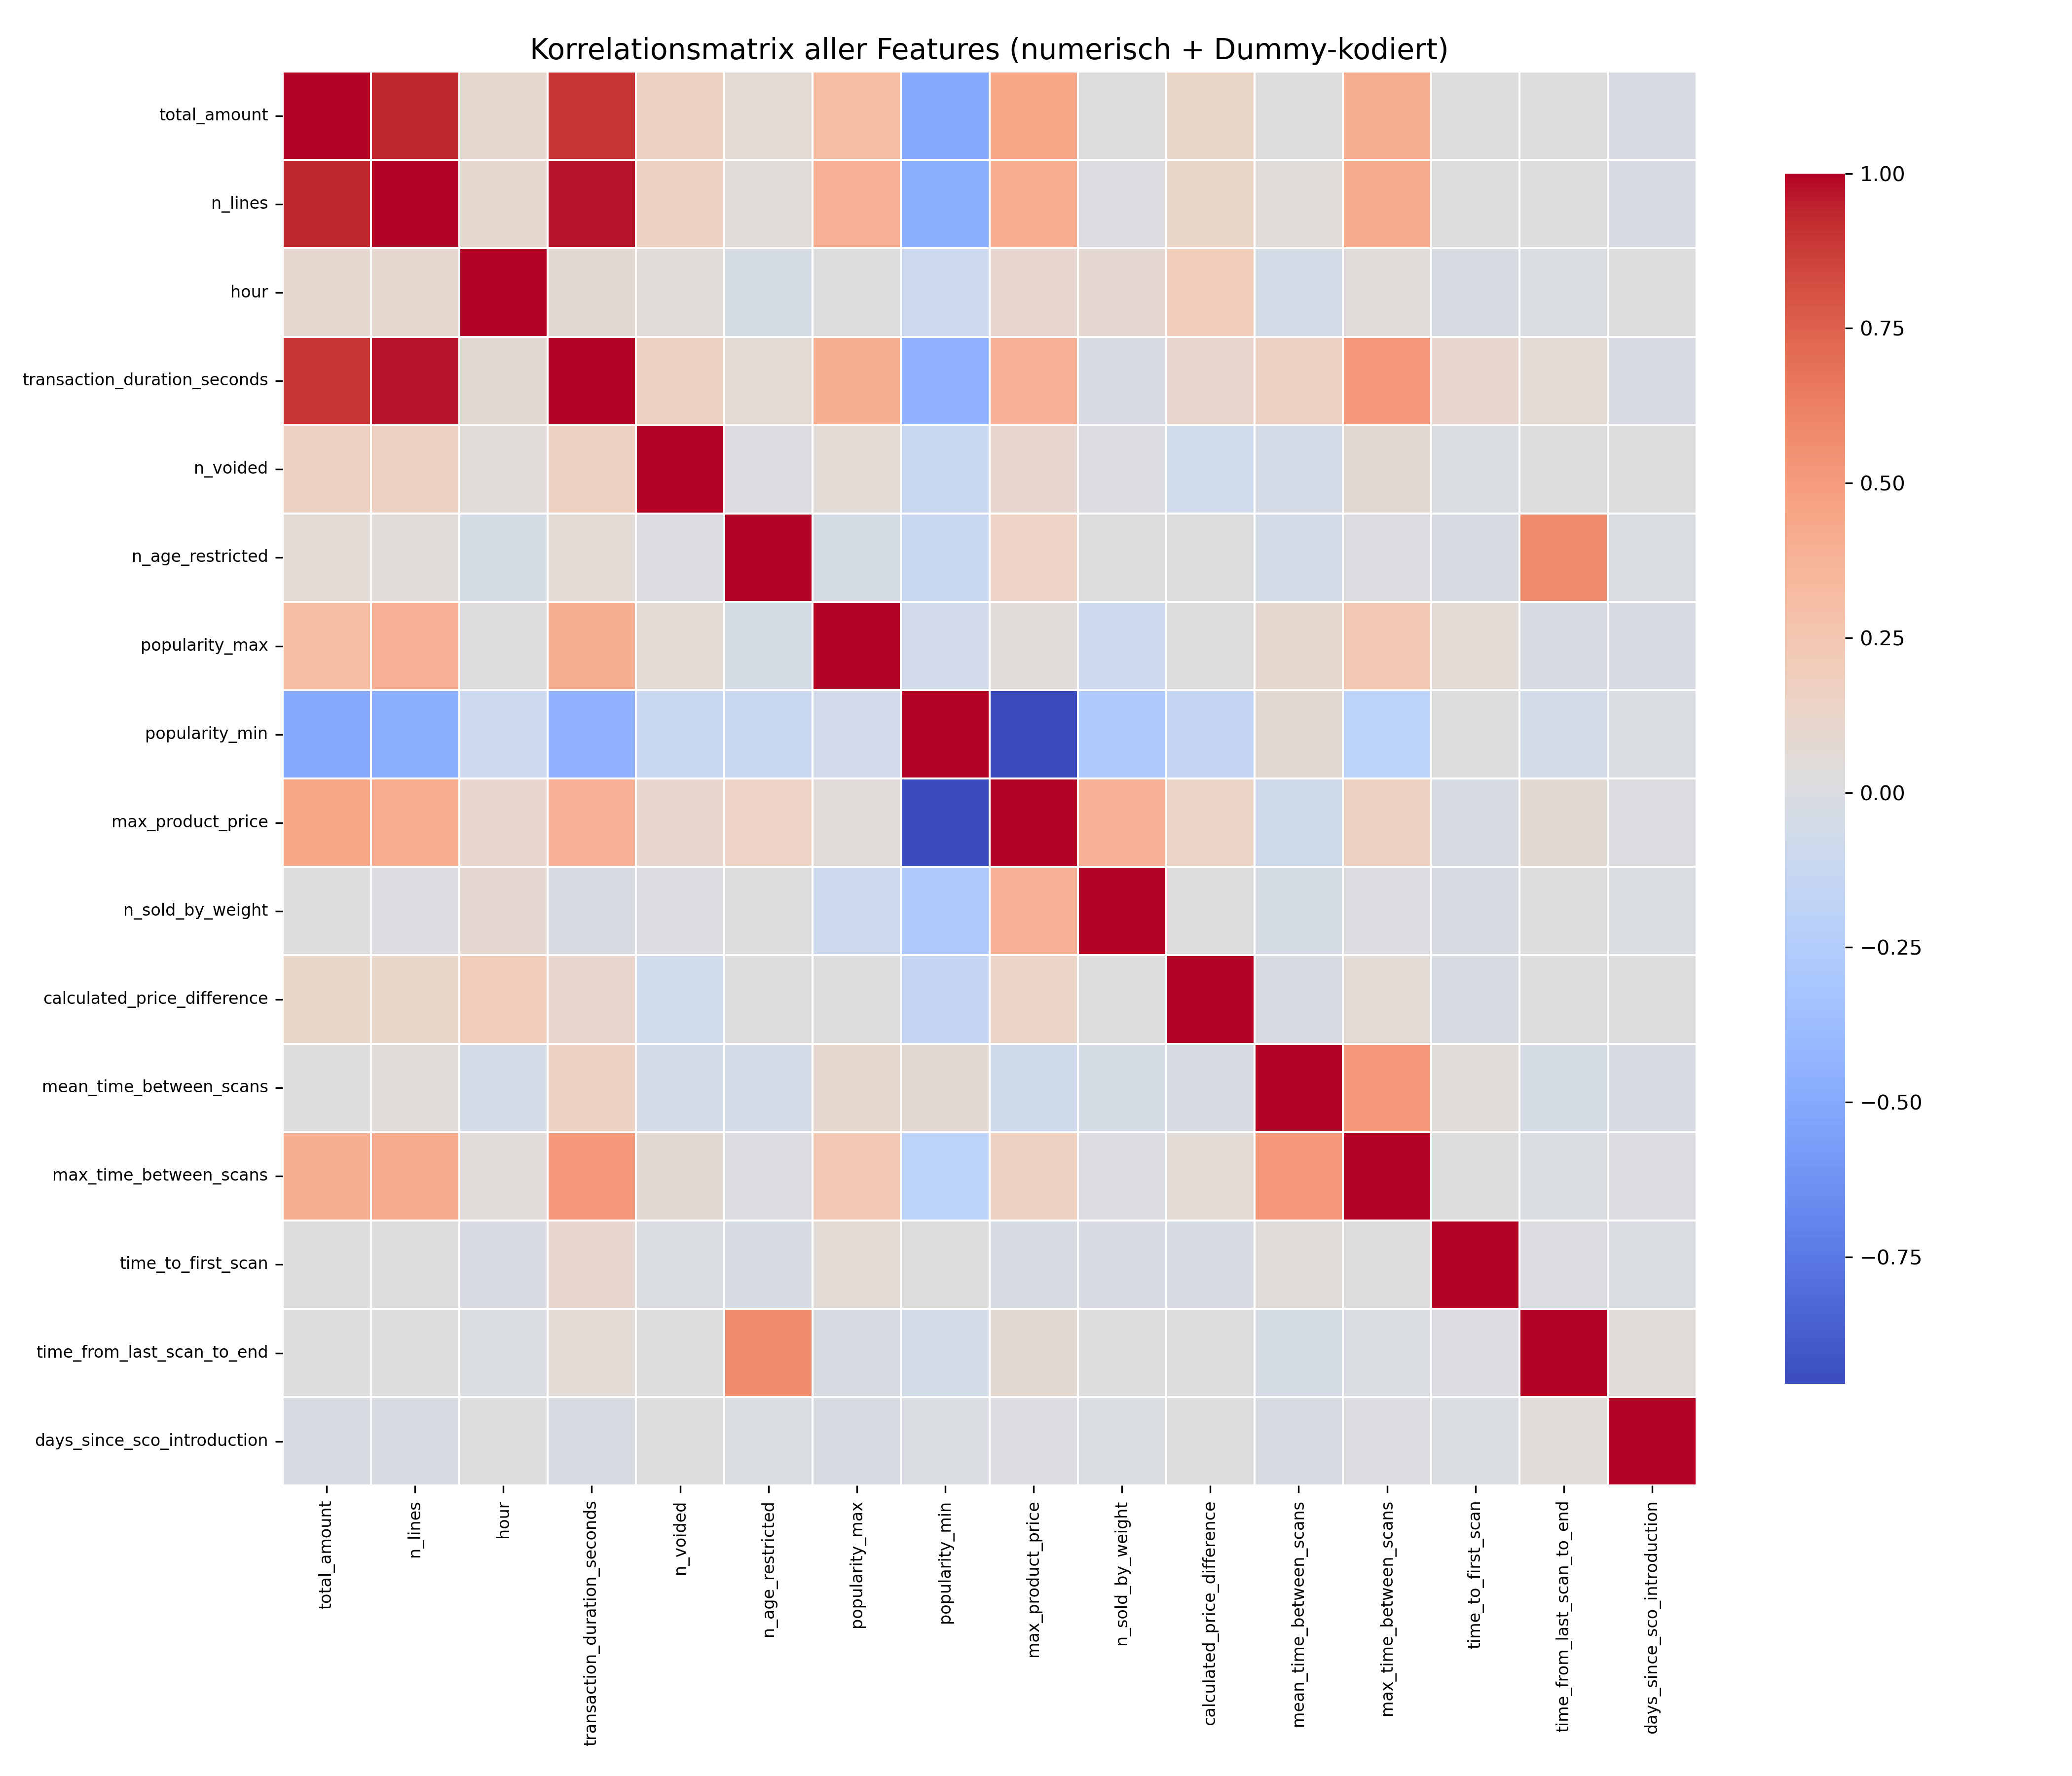 Korrelationsmatrix aller Features (numerisch + Dummy-kodiert)
total_amount
n_lines
hour
transaction_duration_seconds
n_voided
n_age_restricted
popularity_max
popularity_min
max_product_price
n_sold_by_weight
calculated_price_difference
mean_time_between_scans
max_time_between_scans
time_to_first_scan
time_from_last_scan_to_end
days_since_sco_introduction
total_amount
n_lines
hour
transaction_duration_seconds
n_voided
n_age_restricted
popularity_max
popularity_min
max_product_price
n_sold_by_weight
calculated_price_difference
mean_time_between_scans
max_time_between_scans
time_to_first_scan
time_from_last_scan_to_end
days_since_sco_introduction
1.00
0.75
0.50
0.25
0.00
−0.25
−0.50
−0.75